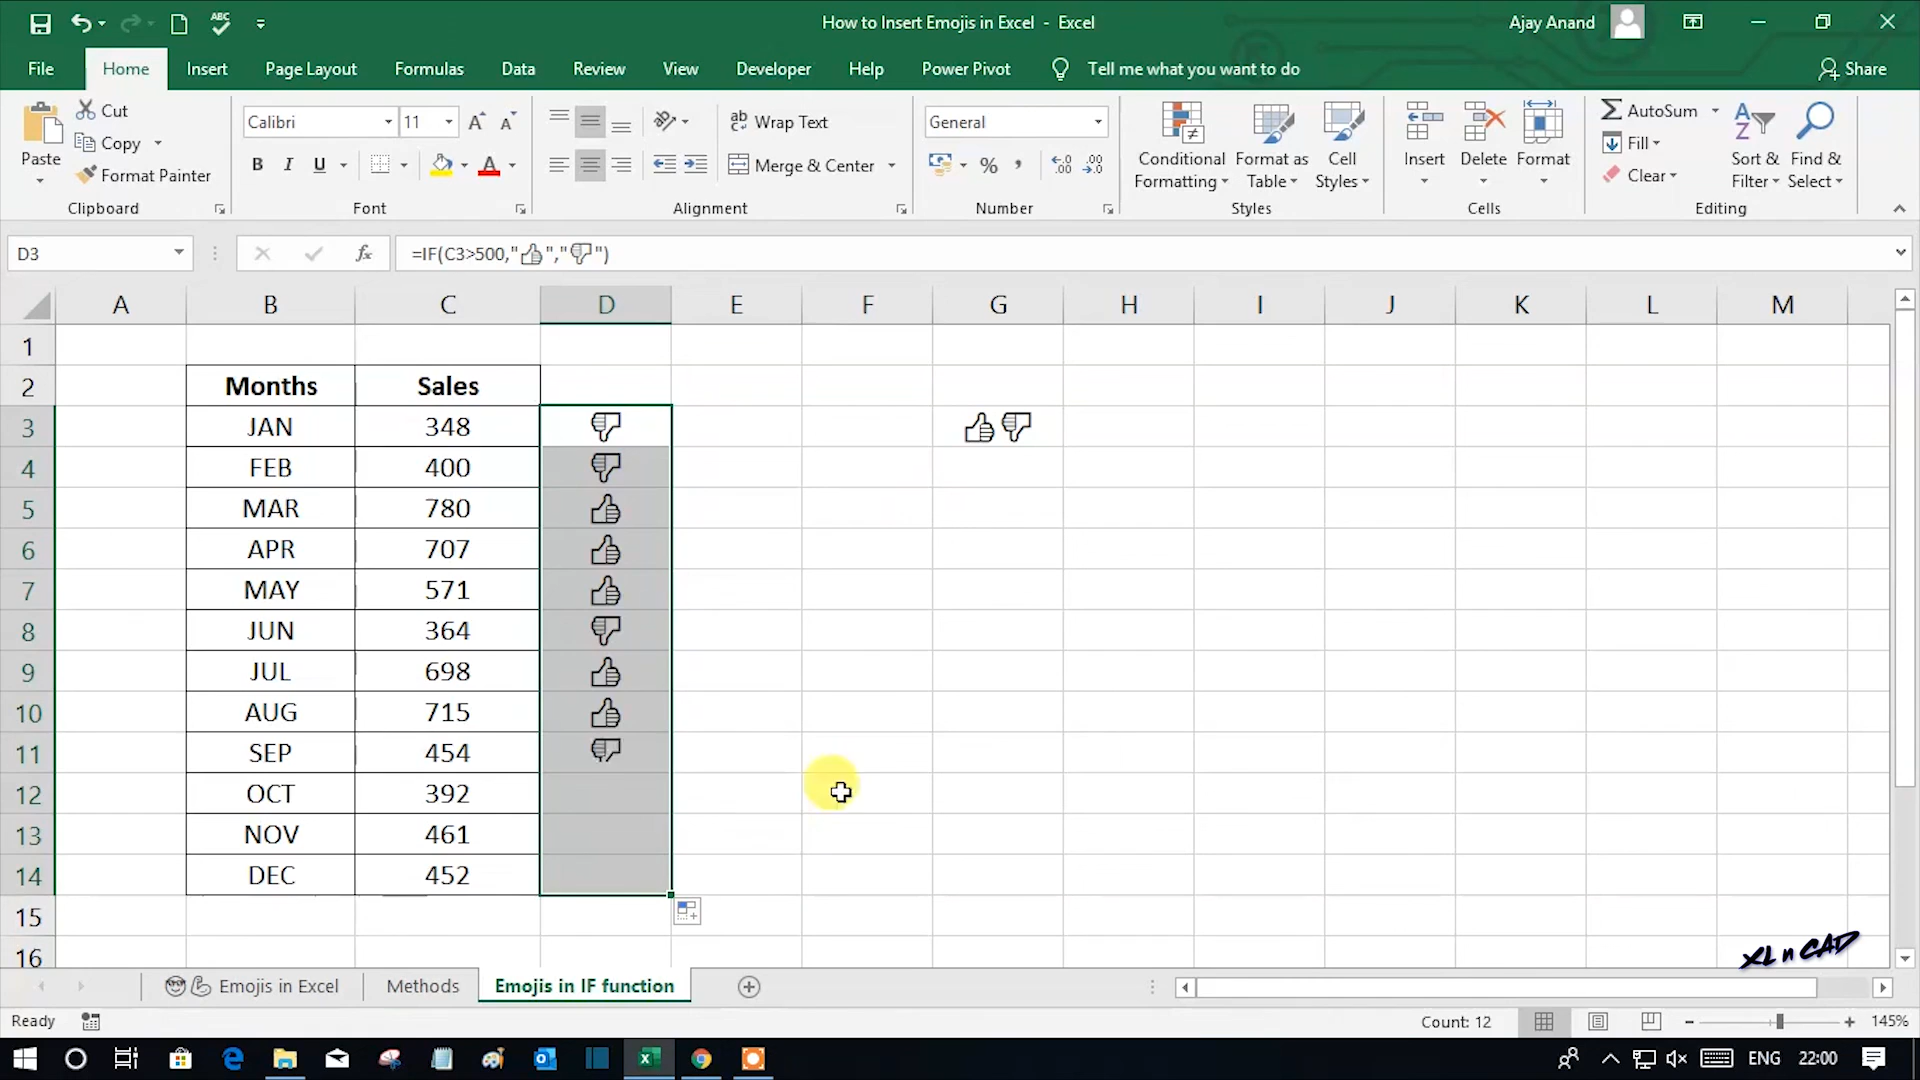 ABC
How to Insert Emojis in Excel - Excel
Ajay Anand
File Home Insert Page Layout Formulas Data Review View Developer Help Power Pivot Tell me what you want to do Share
Paste
Cut
Copy
Format Painter
Clipboard
Calibri 11
B I U
Font
ab Wrap Text
Merge & Center
Alignment
General
%
Number
Conditional Formatting
Format as Table
Cell Styles
Styles
Insert
Delete
Format
Cells
AutoSum
Fill
Clear
Sort & Filter
Find & Select
Editing
D3 fx =IF(C3>500,"👍","👎")
A B C D E F G H I J K L M
1
2 Months Sales
3 JAN 348 👎 👍👎
4 FEB 400 👎
5 MAR 780 👍
6 APR 707 👍
7 MAY 571 👍
8 JUN 364 👎
9 JUL 698 👍
10 AUG 715 👍
11 SEP 454 👎
12 OCT 392
13 NOV 461
14 DEC 452
15
16
XL n CAD
Emojis in Excel Methods Emojis in IF function
Ready Count: 12 145%
ENG 22:00